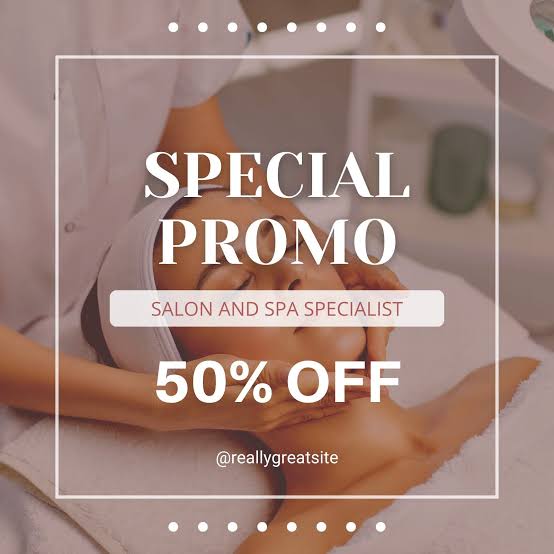 SPECIAL
PROMO
SALON AND SPA SPECIALIST
50% OFF
@reallygreatsite